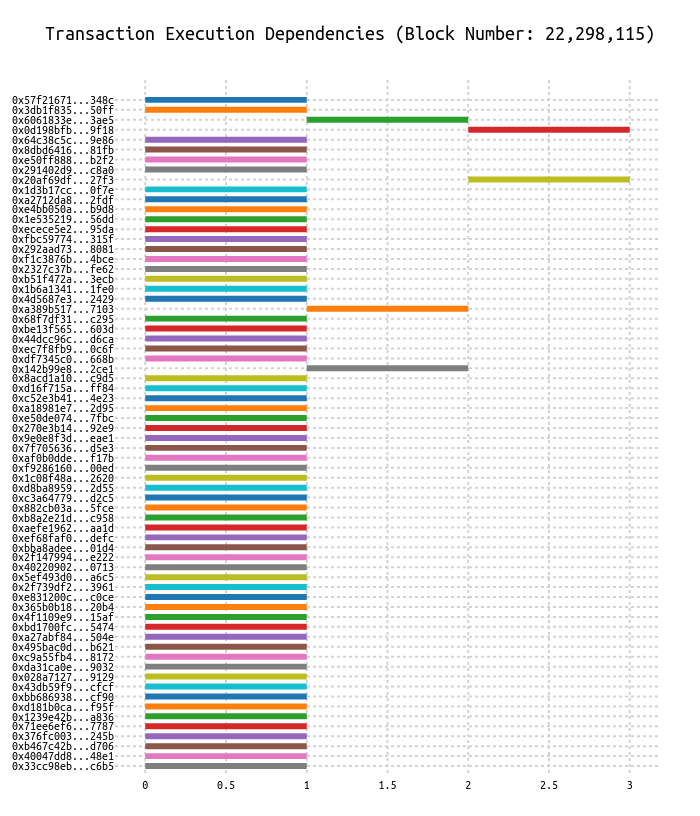 Transaction Execution Dependencies (Block Number: 22,298,115)
0x57f21671...348c
0x3db1f835...50ff
0x6061833e...3ae5
0x0d198bfb...9f18
0x64c38c5c...9e86
0x8dbd6416...81fb
0xe50ff888...b2f2
0x291402d9...c8a0
0x20af69df...27f3
0x1d3b17cc...0f7e
0xa2712da8...2fdf
0xe4bb050a...b9d8
0x1e535219...56dd
0xecece5e2...95da
0xfbc59774...315f
0x292aad73...8081
0xf1c3876b...4bce
0x2327c37b...fe62
0xb51f472a...3ecb
0x1b6a1341...1fe0
0x4d5687e3...2429
0xa389b517...7103
0x68f7df31...c295
0xbe13f565...603d
0x44dcc96c...d6ca
0xec7f8fb9...0c6f
0xdf7345c0...668b
0x142b99e8...2ce1
0x8acd1a10...c9d5
0xd16f715a...ff84
0xc52e3b41...4e23
0xa18981e7...2d95
0xe50de074...7fbc
0x270e3b14...92e9
0x9e0e8f3d...eae1
0x7f705636...d5e3
0xaf0b0dde...f17b
0xf9286160...00ed
0x1c08f48a...2620
0xd8ba8959...2d55
0xc3a64779...d2c5
0x882cb03a...5fce
0xb8a2e21d...c958
0xaefe1962...aa1d
0xef68faf0...defc
0xbba8adee...01d4
0x2f147994...e222
0x40220902...0713
0x5ef493d0...a6c5
0x2f739df2...3961
0xe831200c...c0ce
0x365b0b18...20b4
0x4f1109e9...15af
0xbd1700fc...5474
0xa27abf84...504e
0x495bac0d...b621
0xc9a55fb4...8172
0xda31ca0e...9032
0x028a7127...9129
0x43db59f9...cfcf
0xbb686938...cf90
0xd181b0ca...f95f
0x1239e42b...a836
0x71ee6ef6...7787
0x376fc003...245b
0xb467c42b...d706
0x40047dd8...48e1
0x33cc98eb...c6b5
0 0.5 1 1.5 2 2.5 3